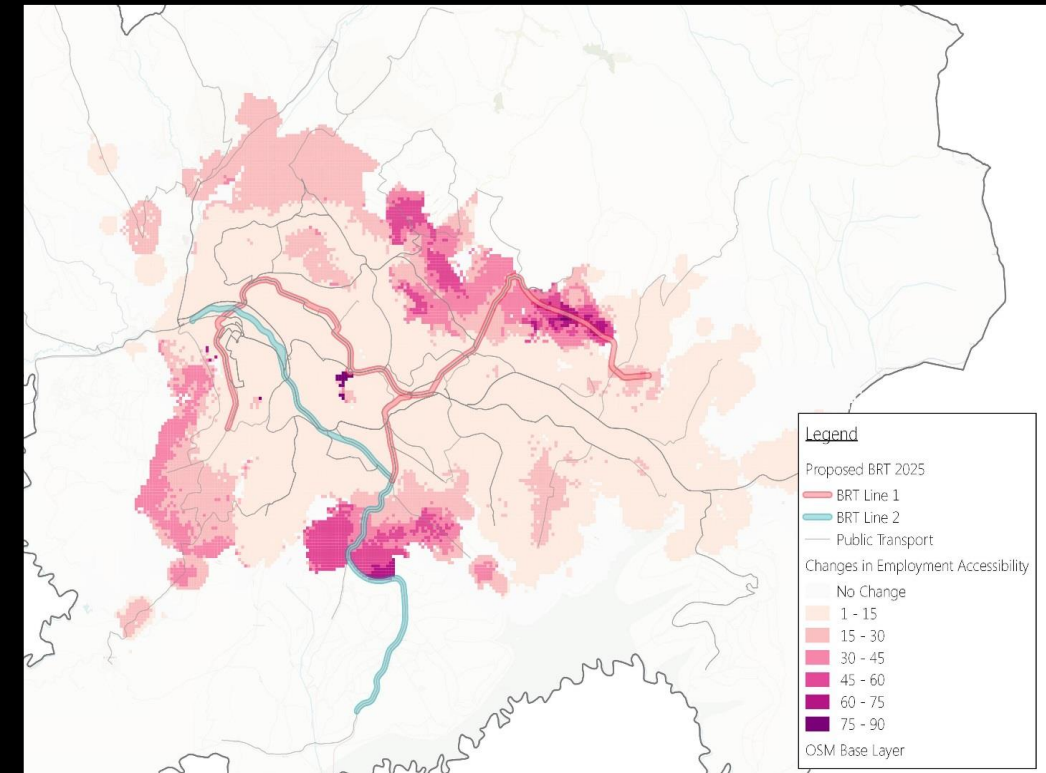 Legend
Proposed BRT 2025
BRT Line 1
BRT Line 2
Public Transport
Changes in Employment Accessibility
No Change
1 - 15
15 - 30
30 - 45
45 - 60
60 - 75
75 - 90
OSM Base Layer